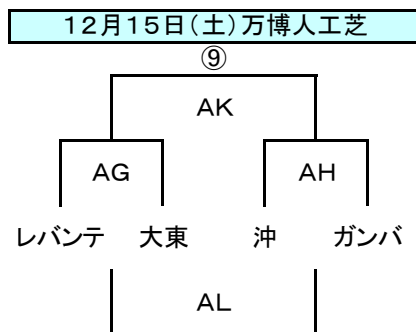 12月15日(土)万博人工芝
⑨
AK
AG AH
レバンテ 大東 沖 ガンバ
AL